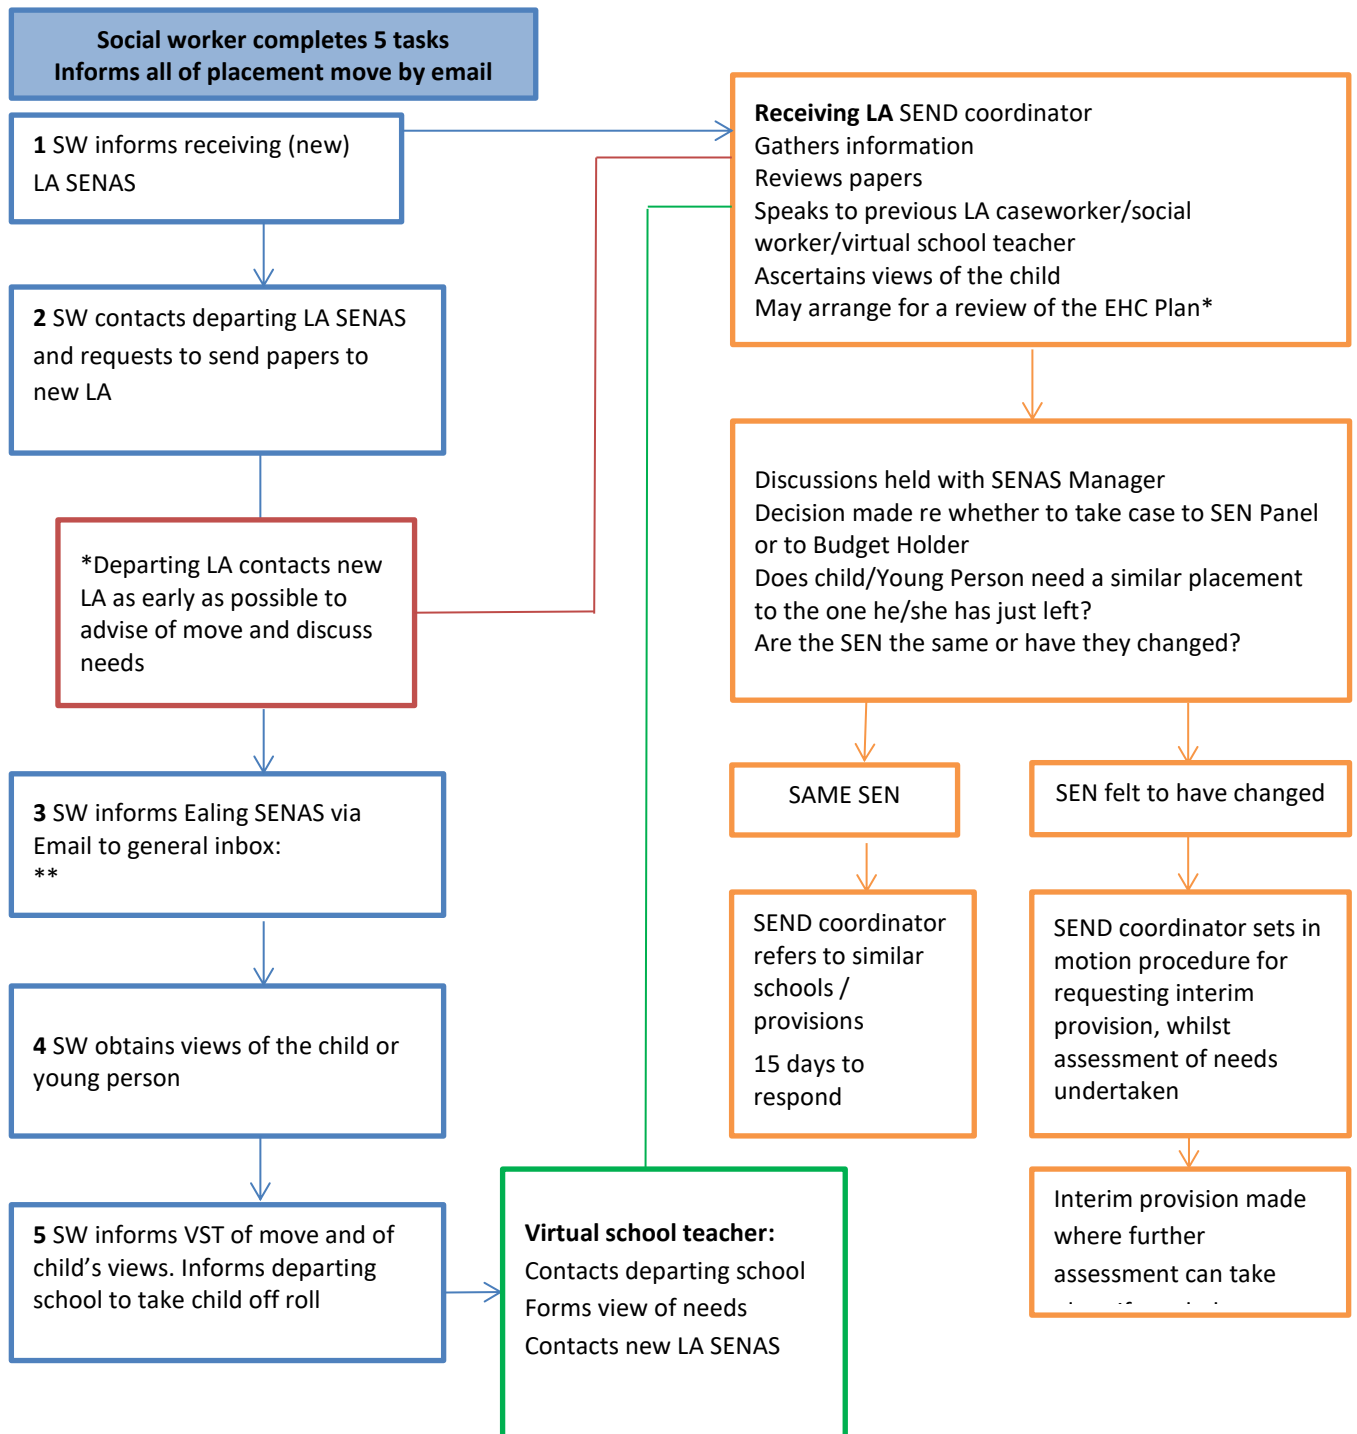 Social worker completes 5 tasks
Informs all of placement move by email
1 SW informs receiving (new)
LA SENAS
2 SW contacts departing LA SENAS
and requests to send papers to
new LA
*Departing LA contacts new
LA as early as possible to
advise of move and discuss
needs
3 SW informs Ealing SENAS via
Email to general inbox:
**
4 SW obtains views of the child or
young person
5 SW informs VST of move and of
child’s views. Informs departing
school to take child off roll
Virtual school teacher:
Contacts departing school
Forms view of needs
Contacts new LA SENAS
Receiving LA SEND coordinator
Gathers information
Reviews papers
Speaks to previous LA caseworker/social
worker/virtual school teacher
Ascertains views of the child
May arrange for a review of the EHC Plan*
Discussions held with SENAS Manager
Decision made re whether to take case to SEN Panel
or to Budget Holder
Does child/Young Person need a similar placement
to the one he/she has just left?
Are the SEN the same or have they changed?
SAME SEN
SEND coordinator
refers to similar
schools /
provisions
15 days to
respond
SEN felt to have changed
SEND coordinator sets in
motion procedure for
requesting interim
provision, whilst
assessment of needs
undertaken
Interim provision made
where further
assessment can take